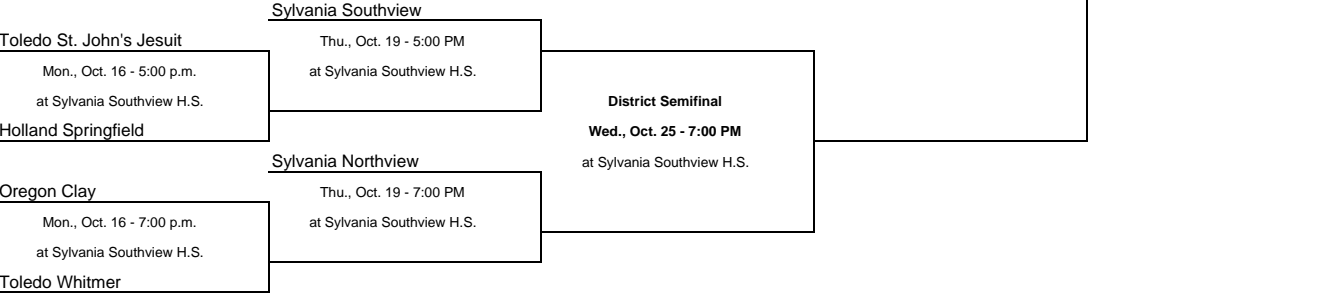 Sylvania Southview
Toledo St. John's Jesuit
Thu., Oct. 19 - 5:00 PM
Mon., Oct. 16 - 5:00 p.m.
at Sylvania Southview H.S.
at Sylvania Southview H.S.
District Semifinal
Holland Springfield
Wed., Oct. 25 - 7:00 PM
Sylvania Northview
at Sylvania Southview H.S.
Oregon Clay
Thu., Oct. 19 - 7:00 PM
Mon., Oct. 16 - 7:00 p.m.
at Sylvania Southview H.S.
at Sylvania Southview H.S.
Toledo Whitmer